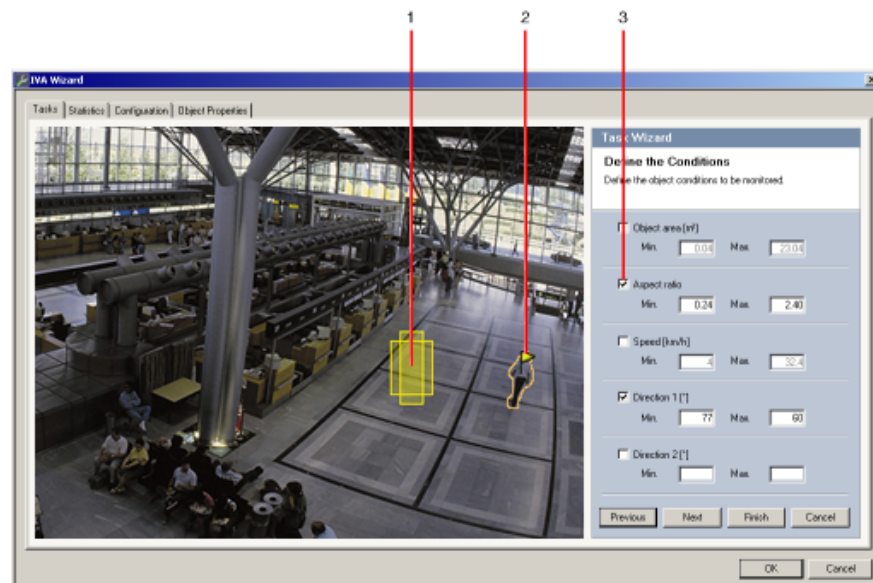 1 2 3
IVA Wizard
Tasks Statistics Configuration Object Properties
Task Wizard
Define the Conditions
Define the object conditions to be monitored.
Object area [m²]
Min. 0.04 Max. 23.04
Aspect ratio
Min. 0.24 Max. 2.40
Speed [km/h]
Min. 4 Max. 32.4
Direction 1 [°]
Min. 77 Max. 60
Direction 2 [°]
Min. Max.
Previous Next Finish Cancel
OK Cancel